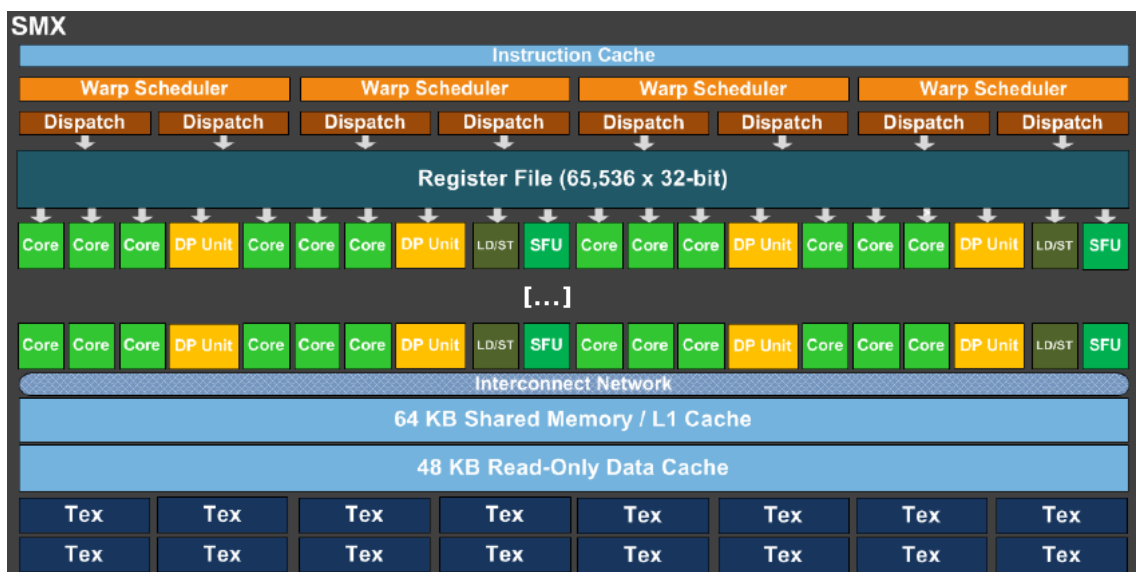 SMX
Instruction Cache
Warp Scheduler Warp Scheduler Warp Scheduler Warp Scheduler
Dispatch Dispatch Dispatch Dispatch Dispatch Dispatch Dispatch Dispatch
Register File (65,536 x 32-bit)
Core Core Core DP Unit Core Core Core DP Unit LD/ST SFU Core Core Core DP Unit Core Core Core DP Unit LD/ST SFU
[...]
Core Core Core DP Unit Core Core Core DP Unit LD/ST SFU Core Core Core DP Unit Core Core Core DP Unit LD/ST SFU
Interconnect Network
64 KB Shared Memory / L1 Cache
48 KB Read-Only Data Cache
Tex Tex Tex Tex Tex Tex Tex Tex
Tex Tex Tex Tex Tex Tex Tex Tex